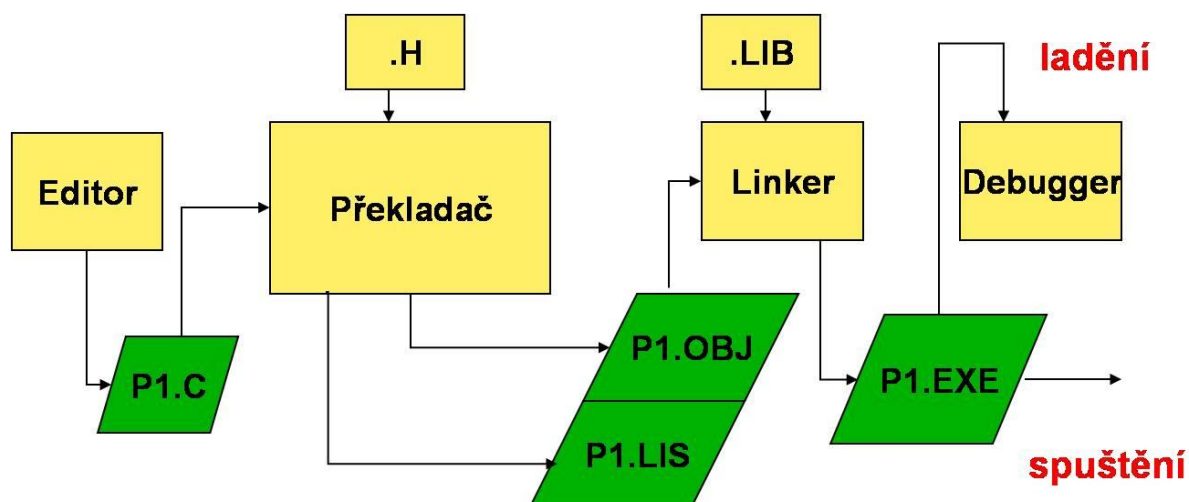 .H
.LIB
ladění
Editor
Překladač
Linker
Debugger
P1.C
P1.OBJ
P1.EXE
P1.LIS
spuštění